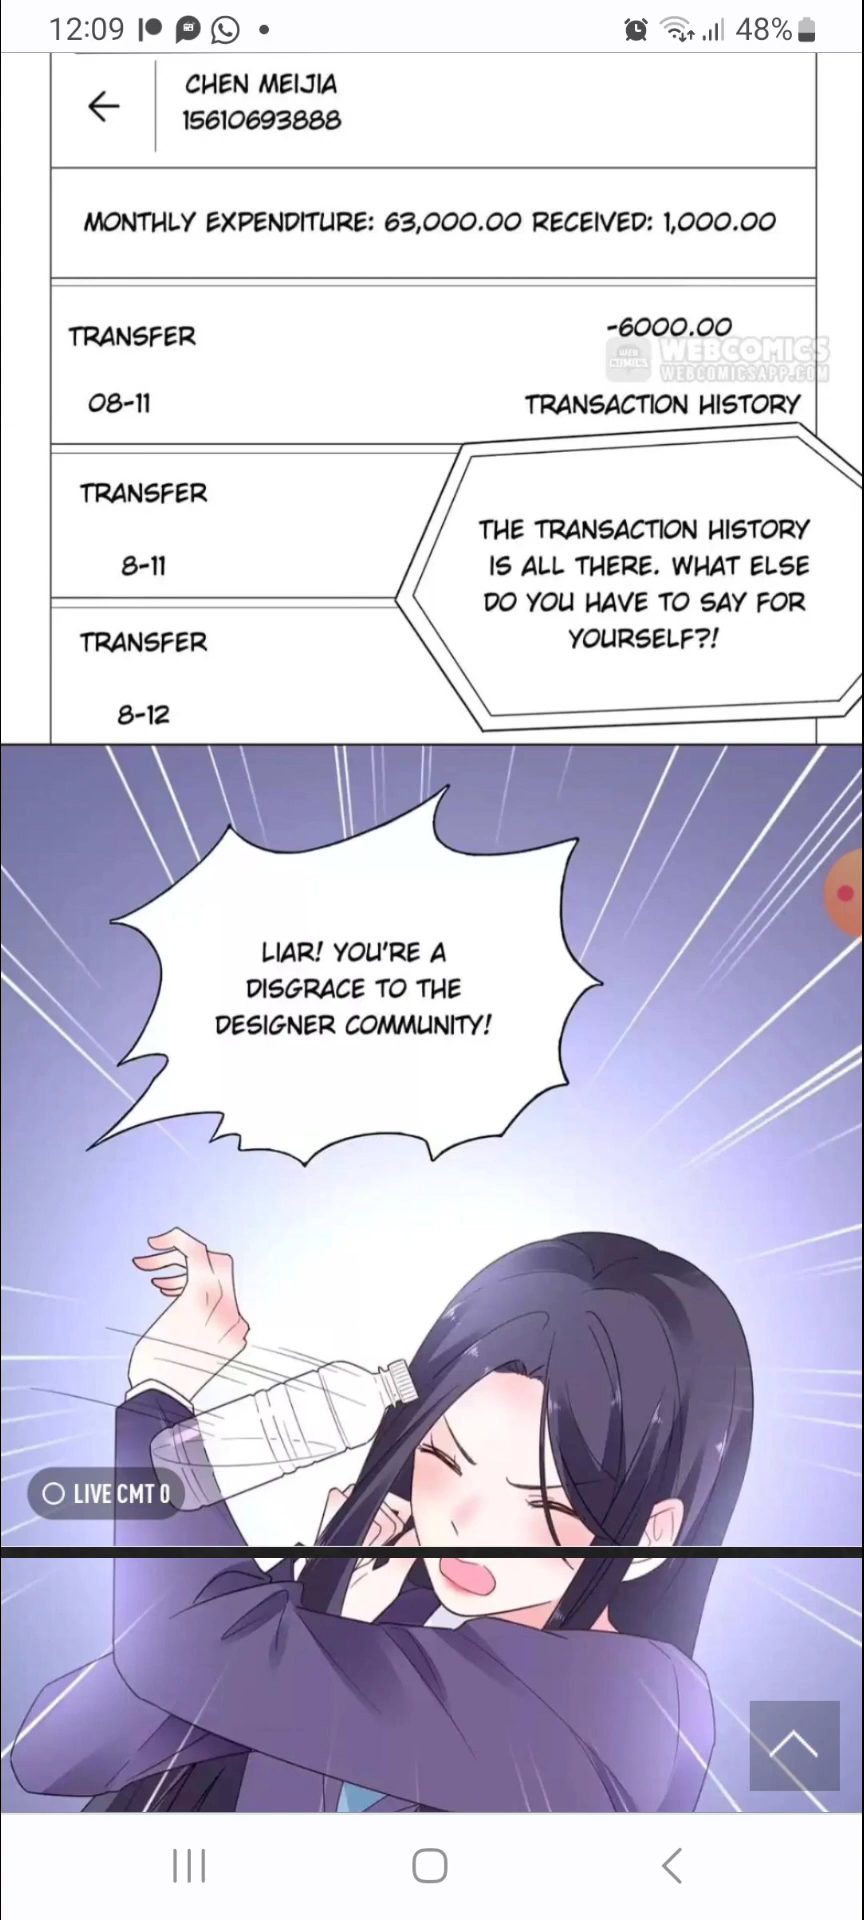 12:09
48%
CHEN MEIJIA
15610693888
MONTHLY EXPENDITURE: 63,000.00 RECEIVED: 1,000.00
TRANSFER
-6000.00
WEB COMICS
WEBCOMICS
WEBCOMICSAPP.COM
08-11
TRANSACTION HISTORY
TRANSFER
8-11
TRANSFER
8-12
THE TRANSACTION HISTORY
IS ALL THERE. WHAT ELSE
DO YOU HAVE TO SAY FOR
YOURSELF?!
LIAR! YOU'RE A
DISGRACE TO THE
DESIGNER COMMUNITY!
LIVE CMT 0